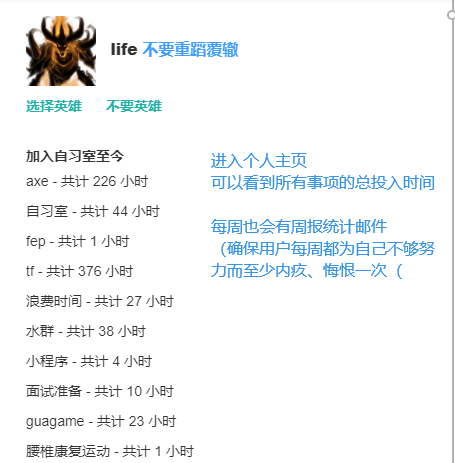 life 不要重蹈覆辙
选择英雄 不要英雄
加入自习室至今
axe - 共计 226 小时
自习室 - 共计 44 小时
fep - 共计 1 小时
tf - 共计 376 小时
浪费时间 - 共计 27 小时
水群 - 共计 38 小时
小程序 - 共计 4 小时
面试准备 - 共计 10 小时
guagame - 共计 23 小时
腰椎康复运动 - 共计 1 小时
进入个人主页
可以看到所有事项的总投入时间
每周也会有周报统计邮件
（确保用户每周都为自己不够努
力而至少内疚、悔恨一次（